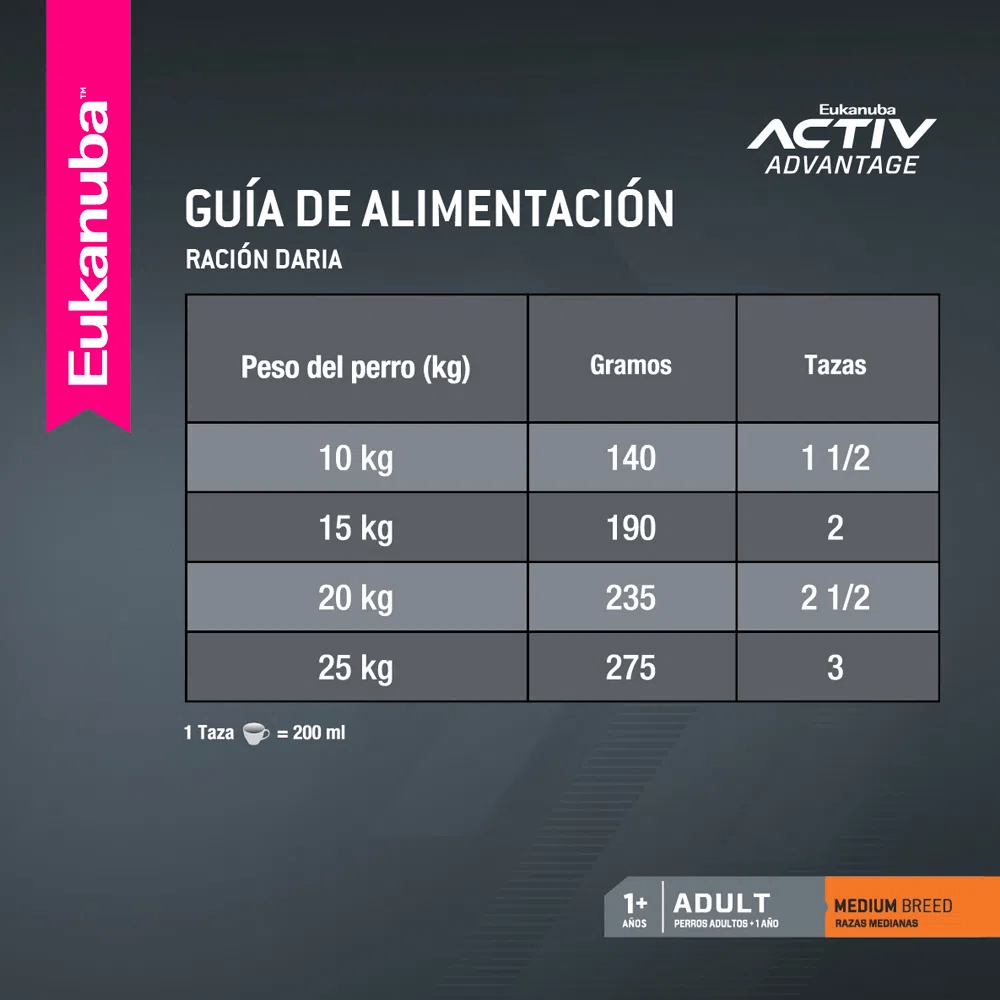 Eukanuba™
Eukanuba
ACTIV
ADVANTAGE
GUÍA DE ALIMENTACIÓN
RACIÓN DARIA
Peso del perro (kg) Gramos Tazas
10 kg 140 1 1/2
15 kg 190 2
20 kg 235 2 1/2
25 kg 275 3
1 Taza = 200 ml
1+ AÑOS
ADULT
PERROS ADULTOS +1 AÑO
MEDIUM BREED
RAZAS MEDIANAS